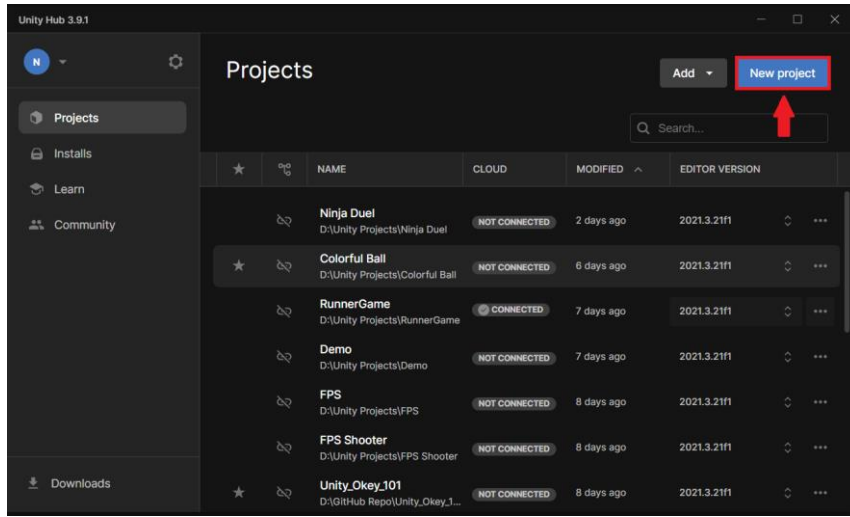 Unity Hub 3.9.1
N
Projects
Add
New project
Search...
Projects
Installs
Learn
Community
Downloads
NAME CLOUD MODIFIED EDITOR VERSION
Ninja Duel
D:\Unity Projects\Ninja Duel
NOT CONNECTED 2 days ago 2021.3.21f1
Colorful Ball
D:\Unity Projects\Colorful Ball
NOT CONNECTED 6 days ago 2021.3.21f1
RunnerGame
D:\Unity Projects\RunnerGame
CONNECTED 7 days ago 2021.3.21f1
Demo
D:\Unity Projects\Demo
NOT CONNECTED 7 days ago 2021.3.21f1
FPS
D:\Unity Projects\FPS
NOT CONNECTED 8 days ago 2021.3.21f1
FPS Shooter
D:\Unity Projects\FPS Shooter
NOT CONNECTED 8 days ago 2021.3.21f1
Unity_Okey_101
D:\GitHub Repo\Unity_Okey_1...
NOT CONNECTED 8 days ago 2021.3.21f1